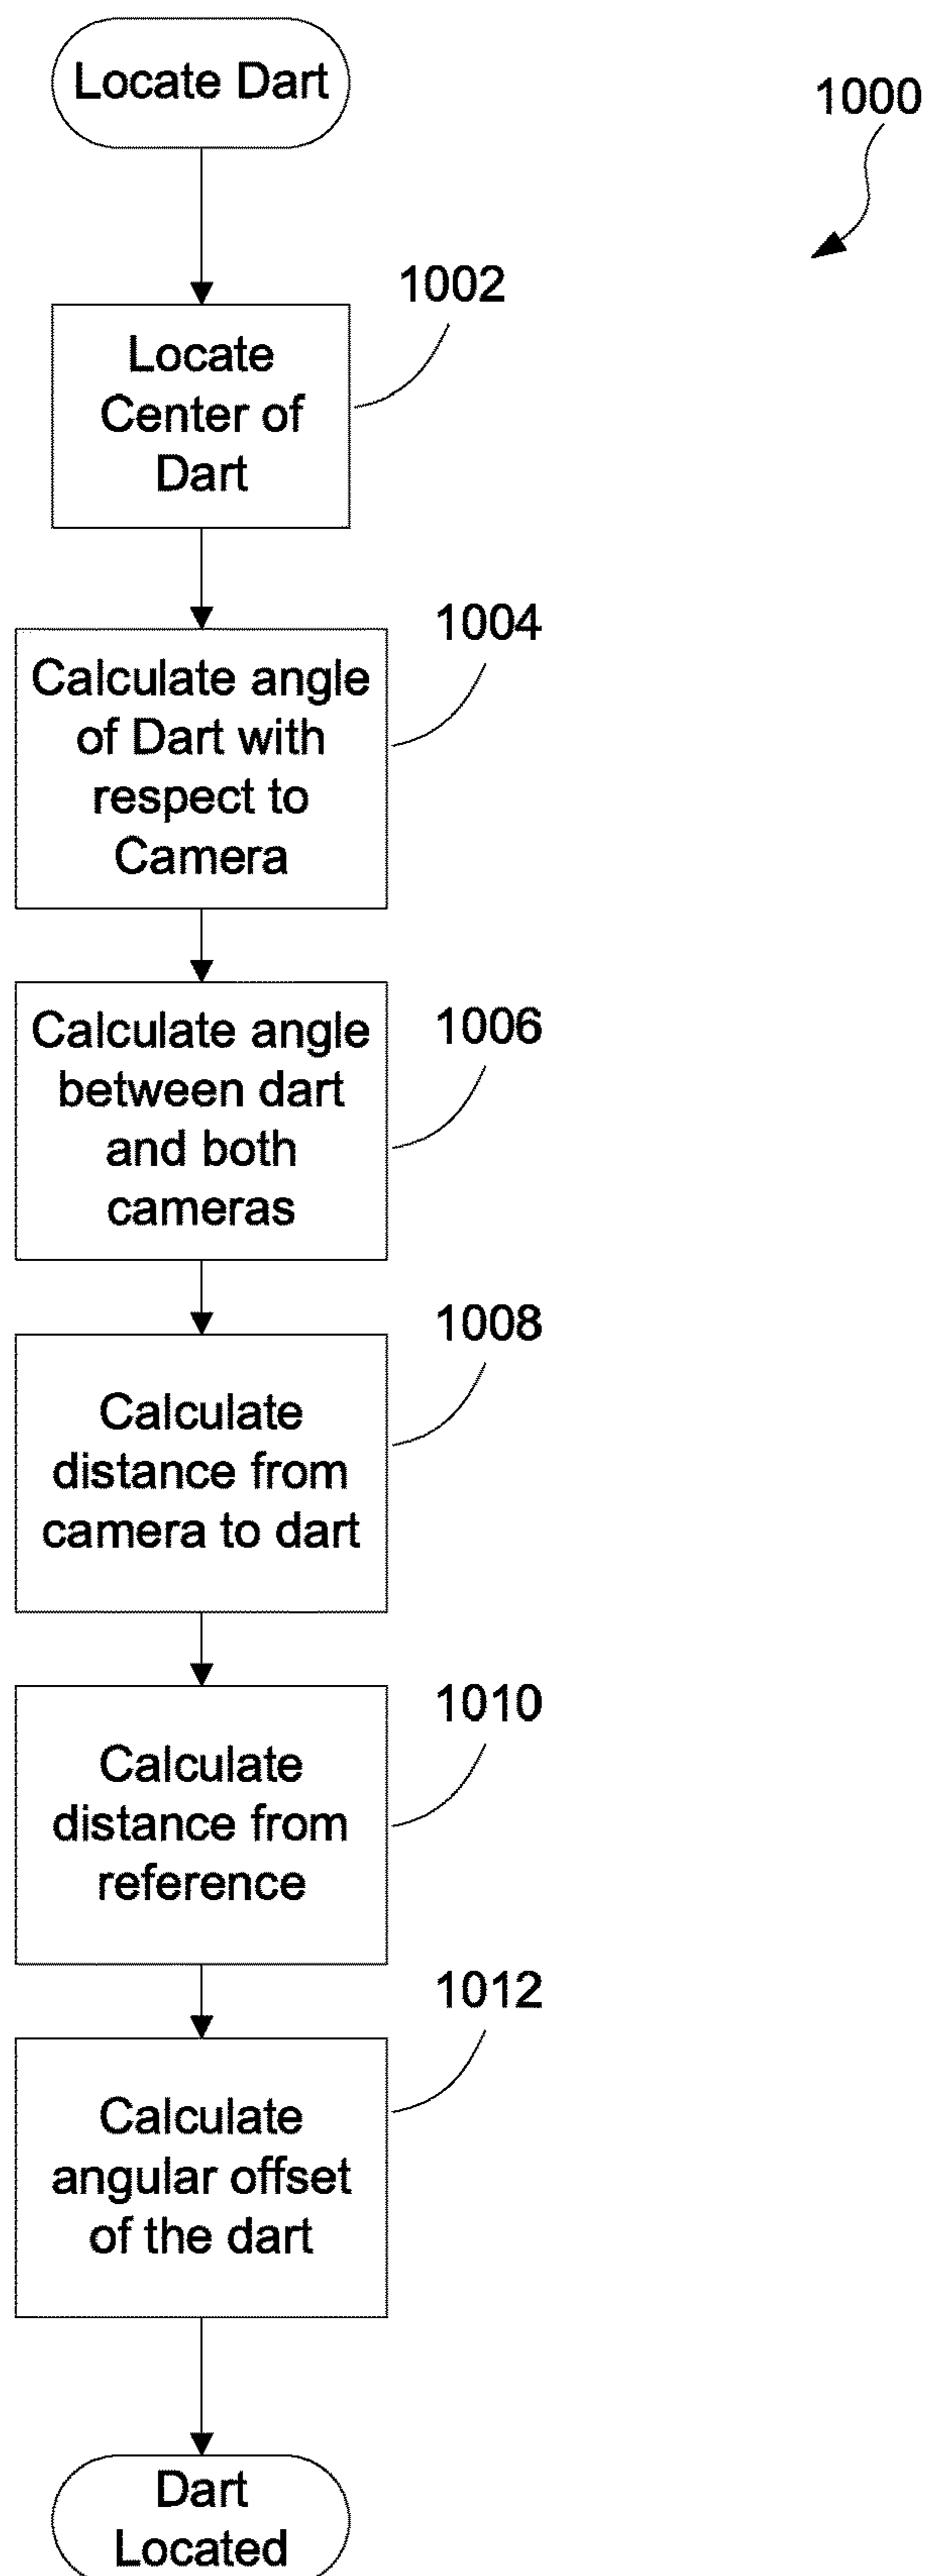 Locate Dart
1000
1002
Locate
Center of
Dart
1004
Calculate angle
of Dart with
respect to
Camera
1006
Calculate angle
between dart
and both
cameras
1008
Calculate
distance from
camera to dart
1010
Calculate
distance from
reference
1012
Calculate
angular offset
of the dart
Dart
Located